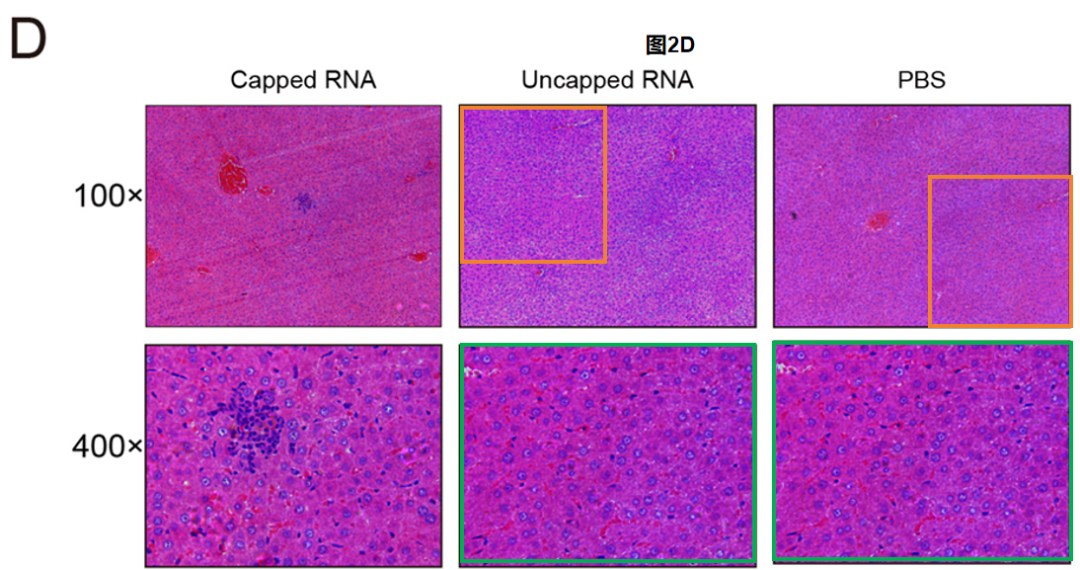 D
图2D
Capped RNA
Uncapped RNA
PBS
100×
400×